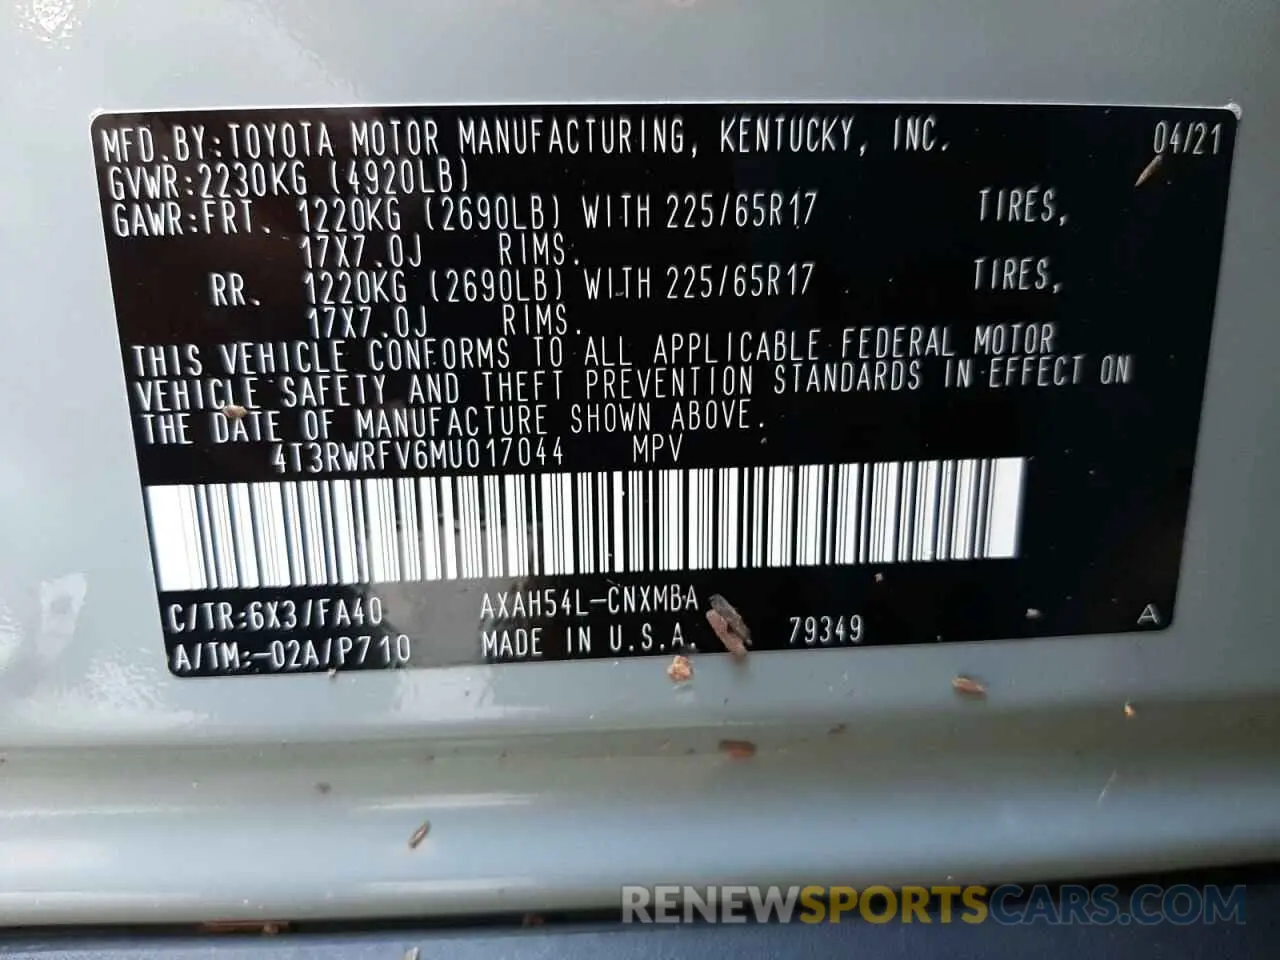 MFD.BY:TOYOTA MOTOR MANUFACTURING, KENTUCKY, INC. 04/21
GVWR:2230KG (4920LB)
GAWR:FRT. 1220KG (2690LB) WITH 225/65R17 TIRES,
17X7.0J RIMS.
RR. 1220KG (2690LB) WITH 225/65R17 TIRES,
17X7.0J RIMS.
THIS VEHICLE CONFORMS TO ALL APPLICABLE FEDERAL MOTOR
VEHICLE SAFETY AND THEFT PREVENTION STANDARDS IN EFFECT ON
THE DATE OF MANUFACTURE SHOWN ABOVE.
4T3RWRFV6MU017044 MPV
C/TR:6X3/FA40 AXAH54L-CNXMBA
A/TM:-02A/P710 MADE IN U.S.A. 79349 A
RENEWSPORTSCARS.COM